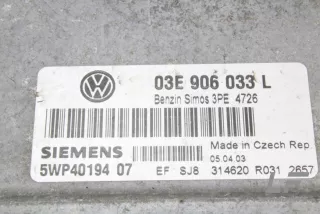 03E 906 033 L
Benzin Simos 3PE 4726
SIEMENS
Made in Czech Rep.
05.04.03
5WP40194 07
EF SJ8 314620 R031 2657